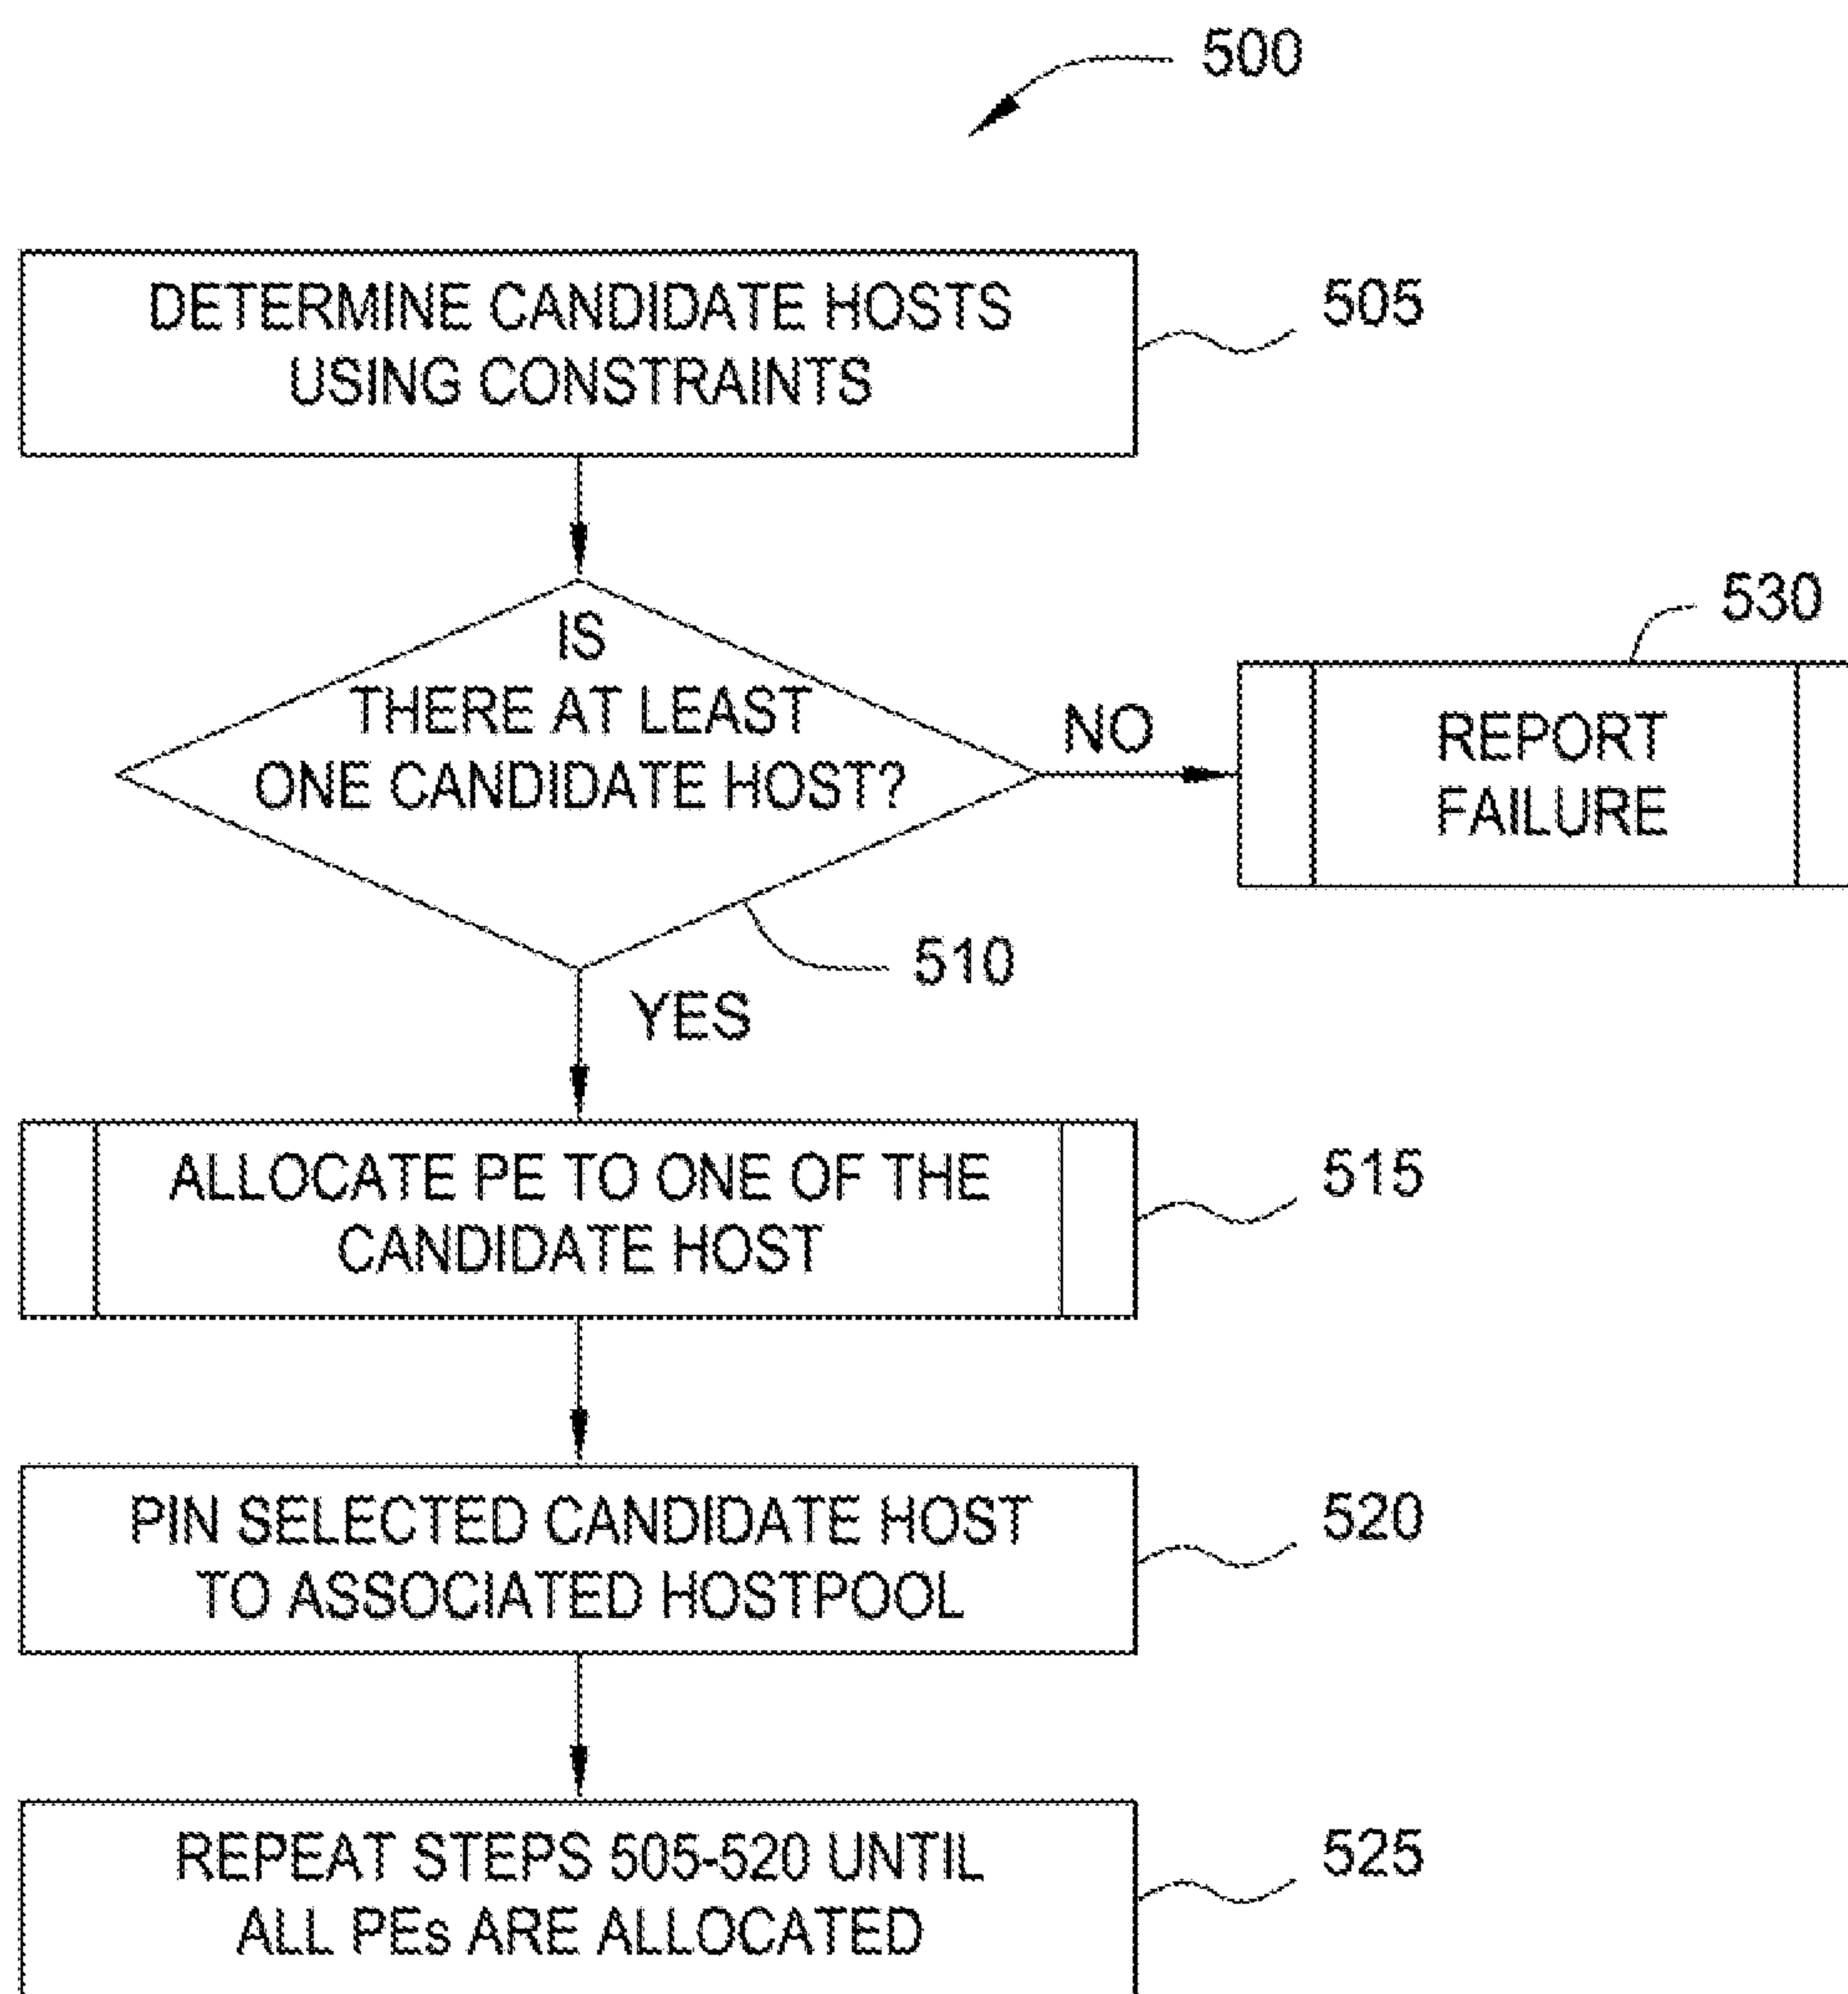 500
DETERMINE CANDIDATE HOSTS
USING CONSTRAINTS
505
IS
THERE AT LEAST
ONE CANDIDATE HOST?
510
NO
530
REPORT
FAILURE
YES
ALLOCATE PE TO ONE OF THE
CANDIDATE HOST
515
PIN SELECTED CANDIDATE HOST
TO ASSOCIATED HOSTPOOL
520
REPEAT STEPS 505-520 UNTIL
ALL PEs ARE ALLOCATED
525